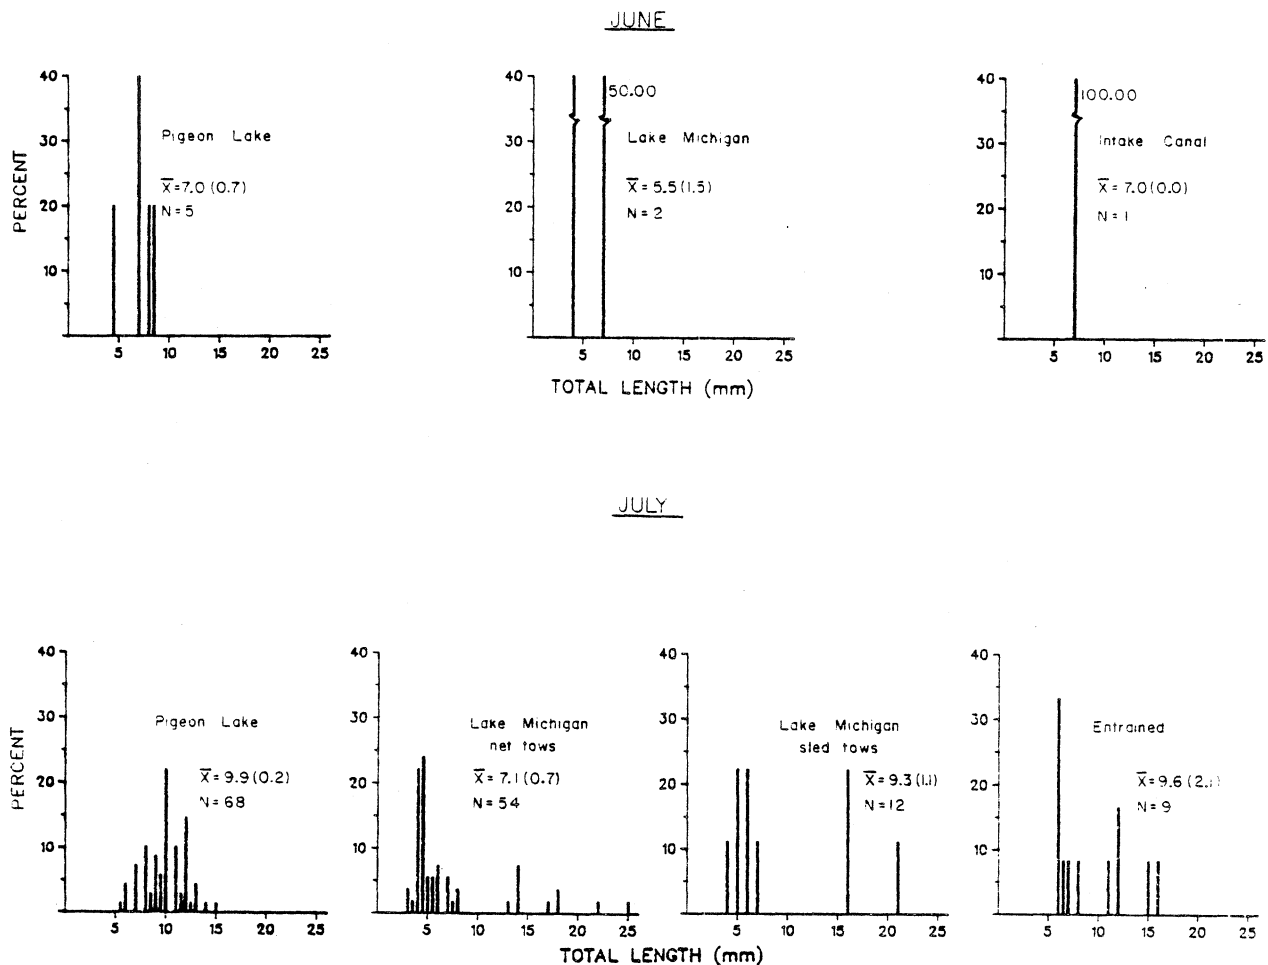 JUNE
40
30
20
10
PERCENT
Pigeon Lake
X̅=7.0(0.7)
N=5
5 10 15 20 25
40
30
20
10
50.00
Lake Michigan
X̅=5.5(1.5)
N=2
5 10 15 20 25
TOTAL LENGTH (mm)
40
30
20
10
100.00
Intake Canal
X̅=7.0(0.0)
N=1
5 10 15 20 25
JULY
40
30
20
10
PERCENT
Pigeon Lake
X̅=9.9(0.2)
N=68
5 10 15 20 25
40
30
20
10
Lake Michigan
net tows
X̅=7.1(0.7)
N=54
5 10 15 20 25
40
30
20
10
Lake Michigan
sled tows
X̅=9.3(1.1)
N=12
5 10 15 20 25
TOTAL LENGTH (mm)
40
30
20
10
Entrained
X̅=9.6(2.1)
N=9
5 10 15 20 25